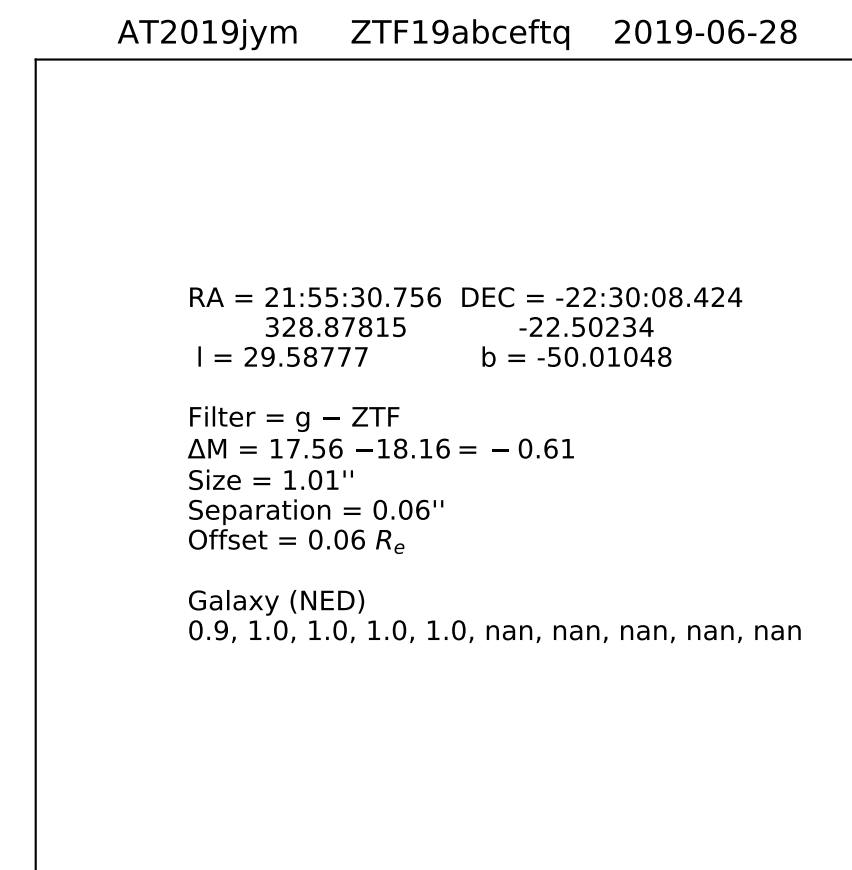 AT2019jym ZTF19abceftq 2019-06-28
RA = 21:55:30.756 DEC = -22:30:08.424
328.87815 -22.50234
l = 29.58777 b = -50.01048
Filter = g − ZTF
ΔM = 17.56 −18.16 = − 0.61
Size = 1.01''
Separation = 0.06''
Offset = 0.06 Rₑ
Galaxy (NED)
0.9, 1.0, 1.0, 1.0, 1.0, nan, nan, nan, nan, nan